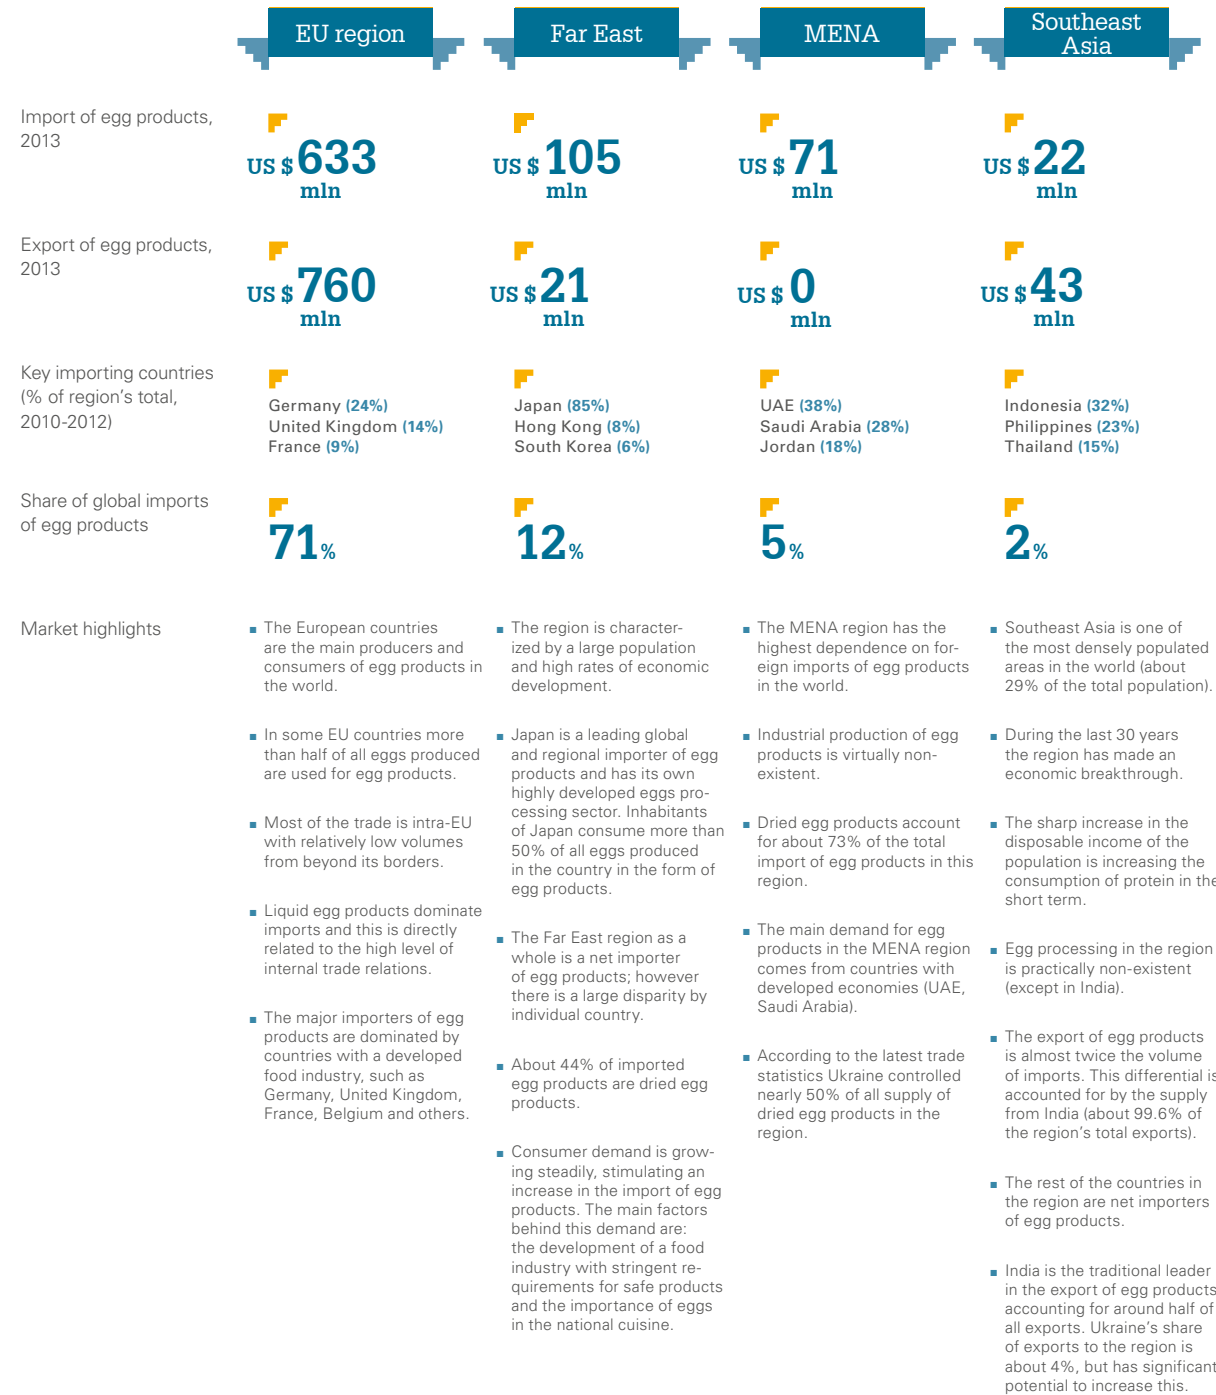 EU region
Far East
MENA
Southeast
Asia
Import of egg products,
2013
US $ 633
mln
US $ 105
mln
US $ 71
mln
US $ 22
mln
Export of egg products,
2013
US $ 760
mln
US $ 21
mln
US $ 0
mln
US $ 43
mln
Key importing countries
(% of region's total,
2010-2012)
Germany (24%)
United Kingdom (14%)
France (9%)
Japan (85%)
Hong Kong (8%)
South Korea (6%)
UAE (38%)
Saudi Arabia (28%)
Jordan (18%)
Indonesia (32%)
Philippines (23%)
Thailand (15%)
Share of global imports
of egg products
71%
12%
5%
2%
Market highlights
■ The European countries
are the main producers and
consumers of egg products in
the world.
■ In some EU countries more
than half of all eggs produced
are used for egg products.
■ Most of the trade is intra-EU
with relatively low volumes
from beyond its borders.
■ Liquid egg products dominate
imports and this is directly
related to the high level of
internal trade relations.
■ The major importers of egg
products are dominated by
countries with a developed
food industry, such as
Germany, United Kingdom,
France, Belgium and others.
■ The region is character-
ized by a large population
and high rates of economic
development.
■ Japan is a leading global
and regional importer of egg
products and has its own
highly developed eggs pro-
cessing sector. Inhabitants
of Japan consume more than
50% of all eggs produced
in the country in the form of
egg products.
■ The Far East region as a
whole is a net importer
of egg products; however
there is a large disparity by
individual country.
■ About 44% of imported
egg products are dried egg
products.
■ Consumer demand is grow-
ing steadily, stimulating an
increase in the import of egg
products. The main factors
behind this demand are:
the development of a food
industry with stringent re-
quirements for safe products
and the importance of eggs
in the national cuisine.
■ The MENA region has the
highest dependence on for-
eign imports of egg products
in the world.
■ Industrial production of egg
products is virtually non-
existent.
■ Dried egg products account
for about 73% of the total
import of egg products in this
region.
■ The main demand for egg
products in the MENA region
comes from countries with
developed economies (UAE,
Saudi Arabia).
■ According to the latest trade
statistics Ukraine controlled
nearly 50% of all supply of
dried egg products in the
region.
■ Southeast Asia is one of
the most densely populated
areas in the world (about
29% of the total population).
■ During the last 30 years
the region has made an
economic breakthrough.
■ The sharp increase in the
disposable income of the
population is increasing the
consumption of protein in the
short term.
■ Egg processing in the region
is practically non-existent
(except in India).
■ The export of egg products
is almost twice the volume
of imports. This differential is
accounted for by the supply
from India (about 99.6% of
the region's total exports).
■ The rest of the countries in
the region are net importers
of egg products.
■ India is the traditional leader
in the export of egg products
accounting for around half of
all exports. Ukraine's share
of exports to the region is
about 4%, but has significant
potential to increase this.